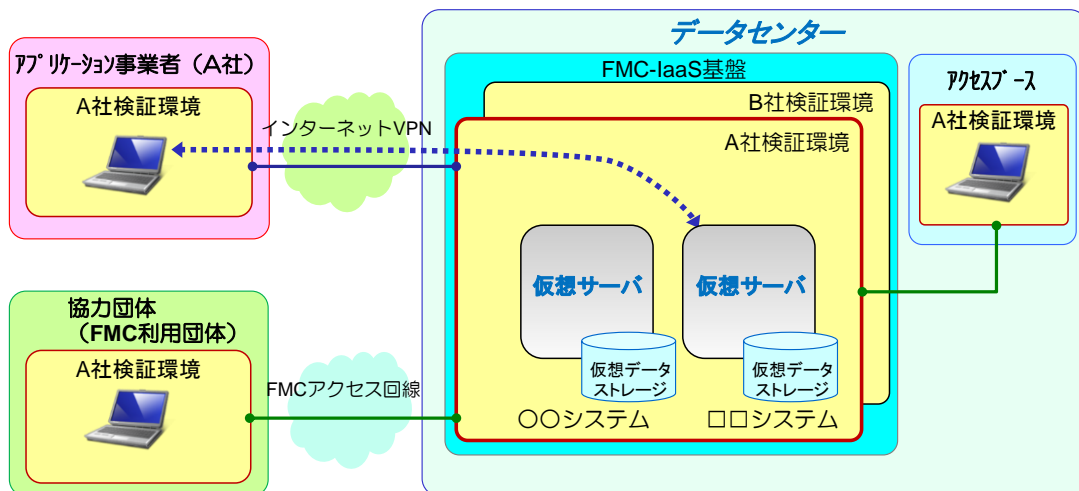 データセンター
FMC-IaaS基盤
B社検証環境
A社検証環境
仮想サーバ
仮想サーバ
仮想データ
ストレージ
仮想データ
ストレージ
〇〇システム
□□システム
アプリケーション事業者（A社）
A社検証環境
インターネットVPN
協力団体
（FMC利用団体）
A社検証環境
FMCアクセス回線
アクセスブース
A社検証環境